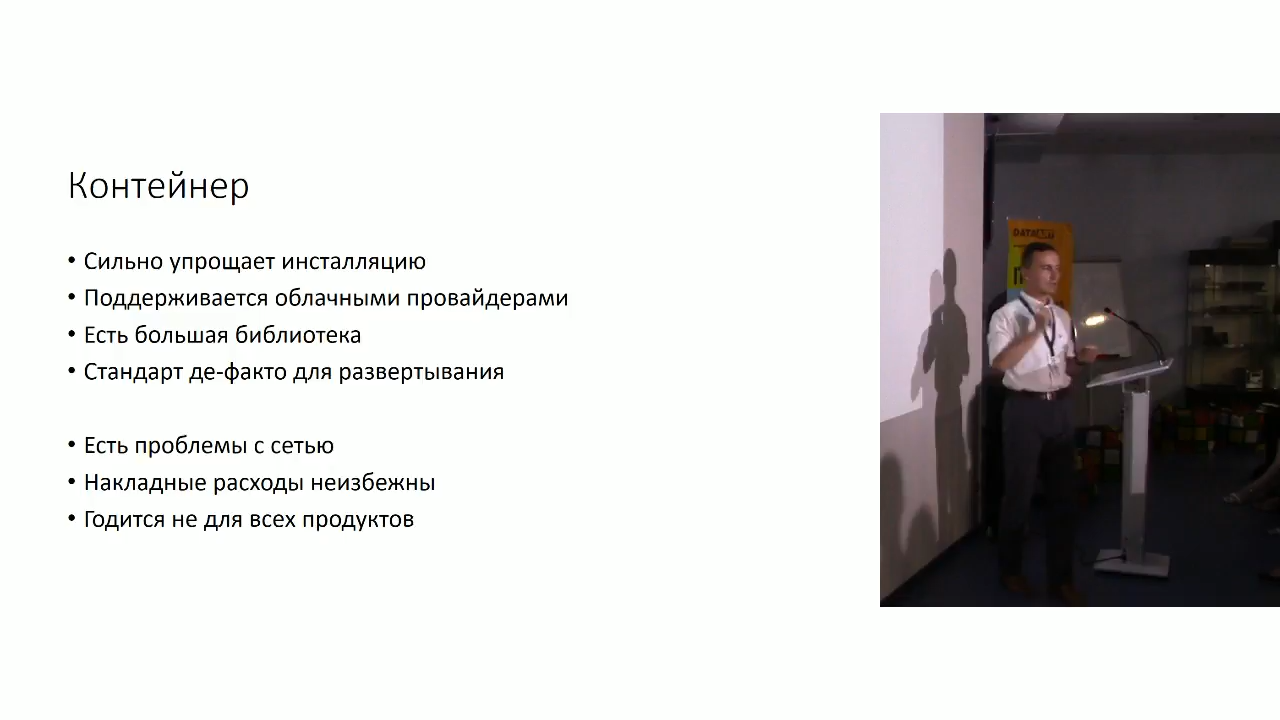 Контейнер
• Сильно упрощает инсталляцию
• Поддерживается облачными провайдерами
• Есть большая библиотека
• Стандарт де-факто для развертывания
• Есть проблемы с сетью
• Накладные расходы неизбежны
• Годится не для всех продуктов